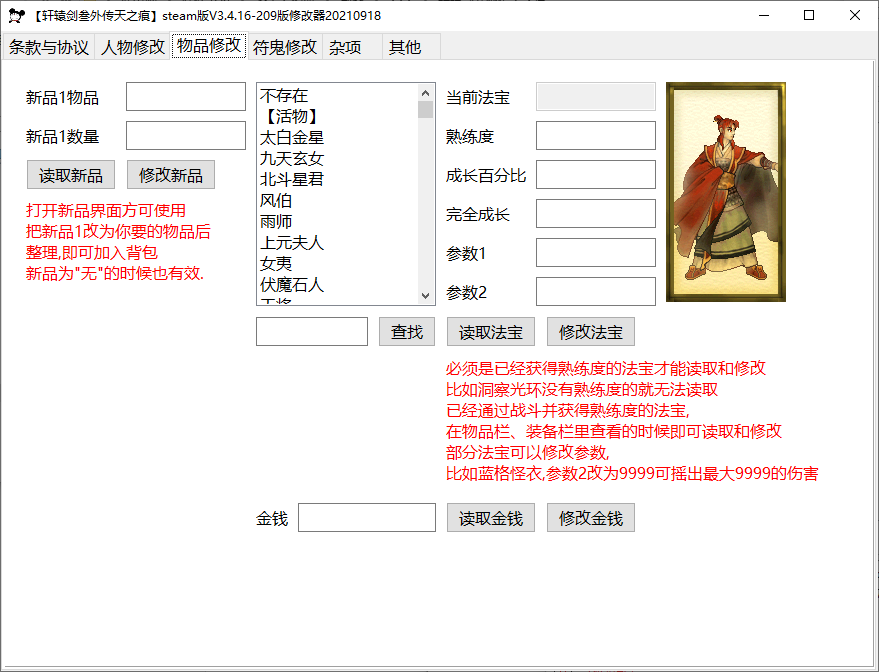 【轩辕剑叁外传天之痕】steam版V3.4.16-209版修改器20210918
条款与协议 人物修改 物品修改 符鬼修改 杂项 其他
新品1物品
新品1数量
读取新品 修改新品
打开新品界面方可使用
把新品1改为你要的物品后
整理,即可加入背包
新品为"无"的时候也有效.
不存在
【活物】
太白金星
九天玄女
北斗星君
风伯
雨师
上元夫人
女夷
伏魔石人
查找
当前法宝
熟练度
成长百分比
完全成长
参数1
参数2
读取法宝 修改法宝
必须是已经获得熟练度的法宝才能读取和修改
比如洞察光环没有熟练度的就无法读取
已经通过战斗并获得熟练度的法宝,
在物品栏、装备栏里查看的时候即可读取和修改
部分法宝可以修改参数,
比如蓝格怪衣,参数2改为9999可摇出最大9999的伤害
金钱 读取金钱 修改金钱